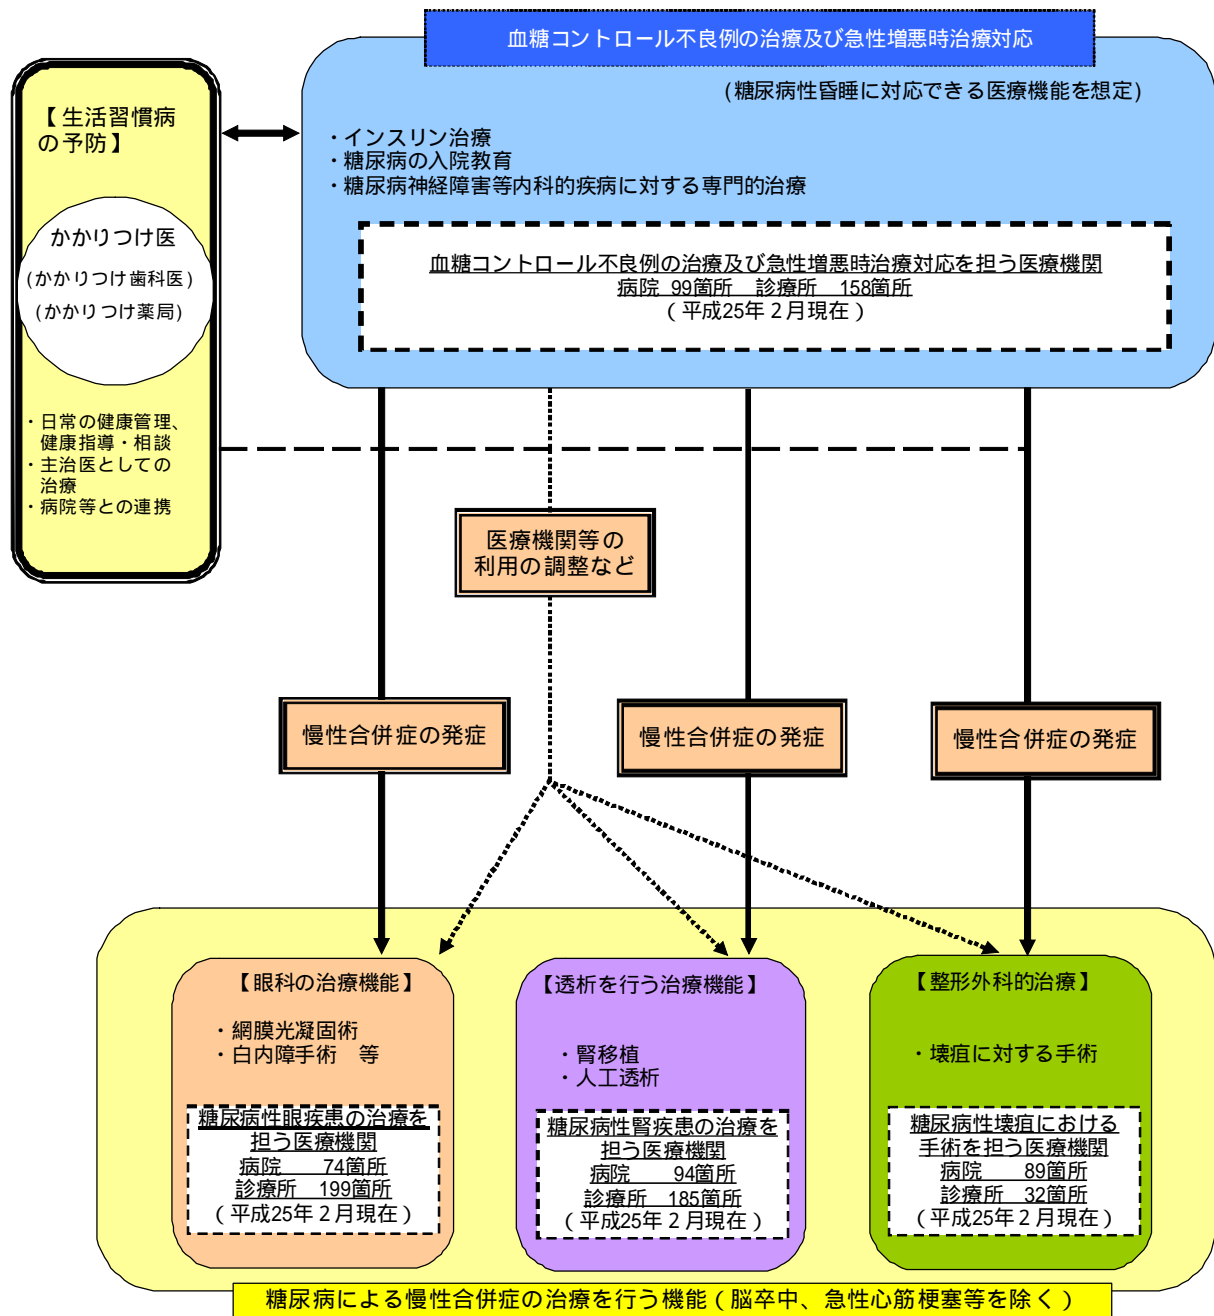 血糖コントロール不良例の治療及び急性増悪時治療対応
(糖尿病性昏睡に対応できる医療機能を想定)
・インスリン治療
・糖尿病の入院教育
・糖尿病神経障害等内科的疾病に対する専門的治療
血糖コントロール不良例の治療及び急性増悪時治療対応を担う医療機関
病院 99箇所 診療所 158箇所
(平成25年2月現在)
【生活習慣病
の予防】
かかりつけ医
(かかりつけ歯科医)
(かかりつけ薬局)
・日常の健康管理、
健康指導・相談
・主治医としての
治療
・病院等との連携
医療機関等の
利用の調整など
慢性合併症の発症
慢性合併症の発症
慢性合併症の発症
【眼科の治療機能】
・網膜光凝固術
・白内障手術 等
糖尿病性眼疾患の治療を
担う医療機関
病院 74箇所
診療所 199箇所
(平成25年2月現在)
【透析を行う治療機能】
・腎移植
・人工透析
糖尿病性腎疾患の治療を
担う医療機関
病院 94箇所
診療所 185箇所
(平成25年2月現在)
【整形外科的治療】
・壊疽に対する手術
糖尿病性壊疽における
手術を担う医療機関
病院 89箇所
診療所 32箇所
(平成25年2月現在)
糖尿病による慢性合併症の治療を行う機能(脳卒中、急性心筋梗塞等を除く)